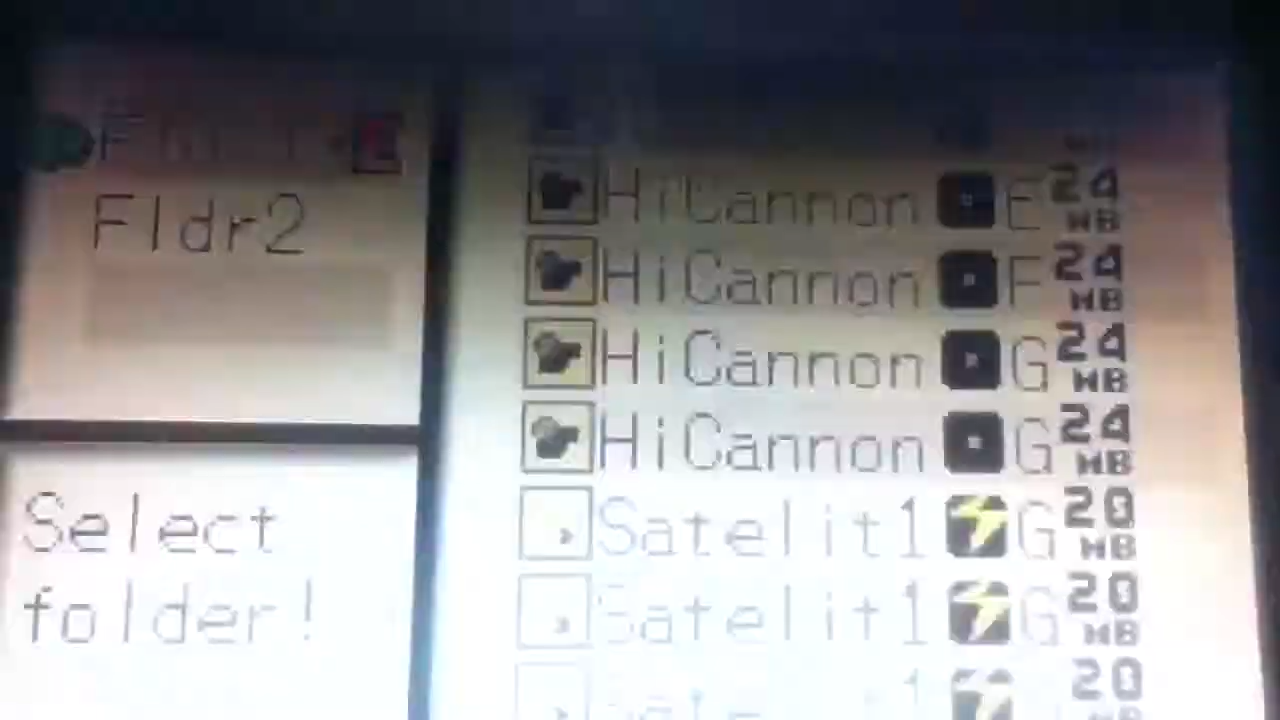 Fldr2
Select
folder!
HiCannon E 24 MB
HiCannon F 24 MB
HiCannon G 24 MB
HiCannon G 24 MB
Satelit1 G 20 MB
Satelit1 G 20 MB
Satelit1 20